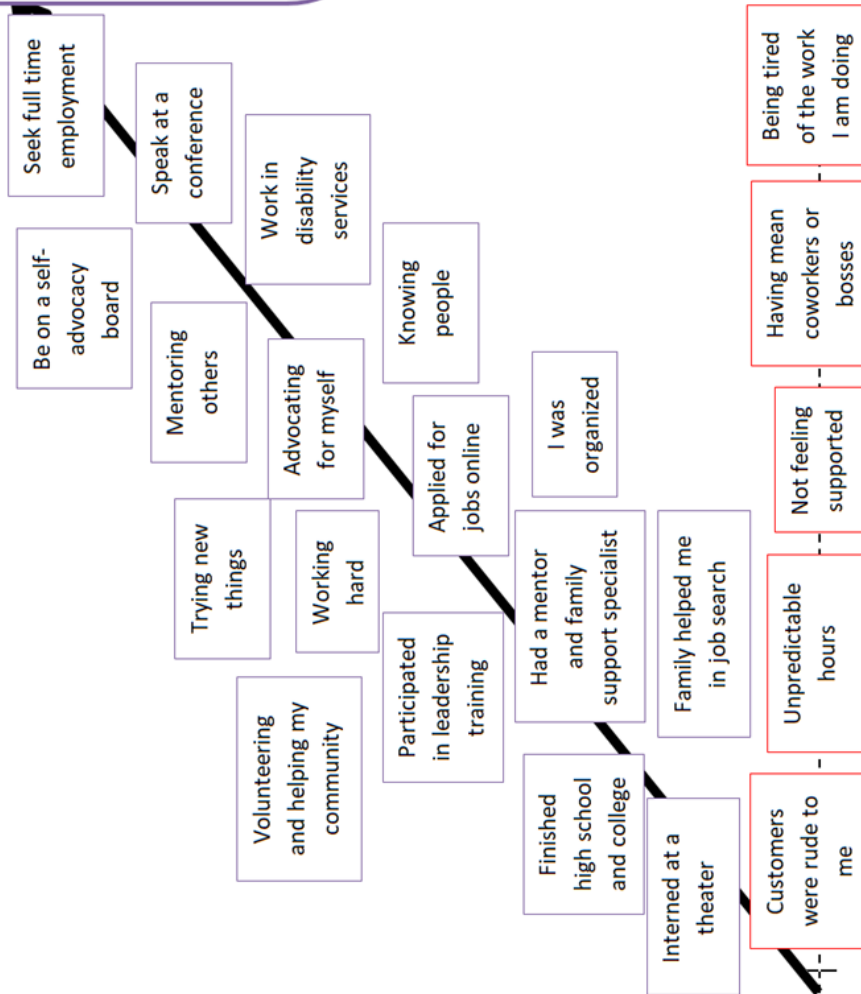 Seek full time
employment
Speak at a
conference
Work in
disability
services
Be on a self-
advocacy
board
Mentoring
others
Knowing
people
Advocating
for myself
Applied for
jobs online
I was
organized
Trying new
things
Working
hard
Had a mentor
and family
support specialist
Family helped me
in job search
Participated
in leadership
training
Volunteering
and helping my
community
Finished
high school
and college
Interned at a
theater
Being tired
of the work
I am doing
Having mean
coworkers or
bosses
Not feeling
supported
Unpredictable
hours
Customers
were rude to
me